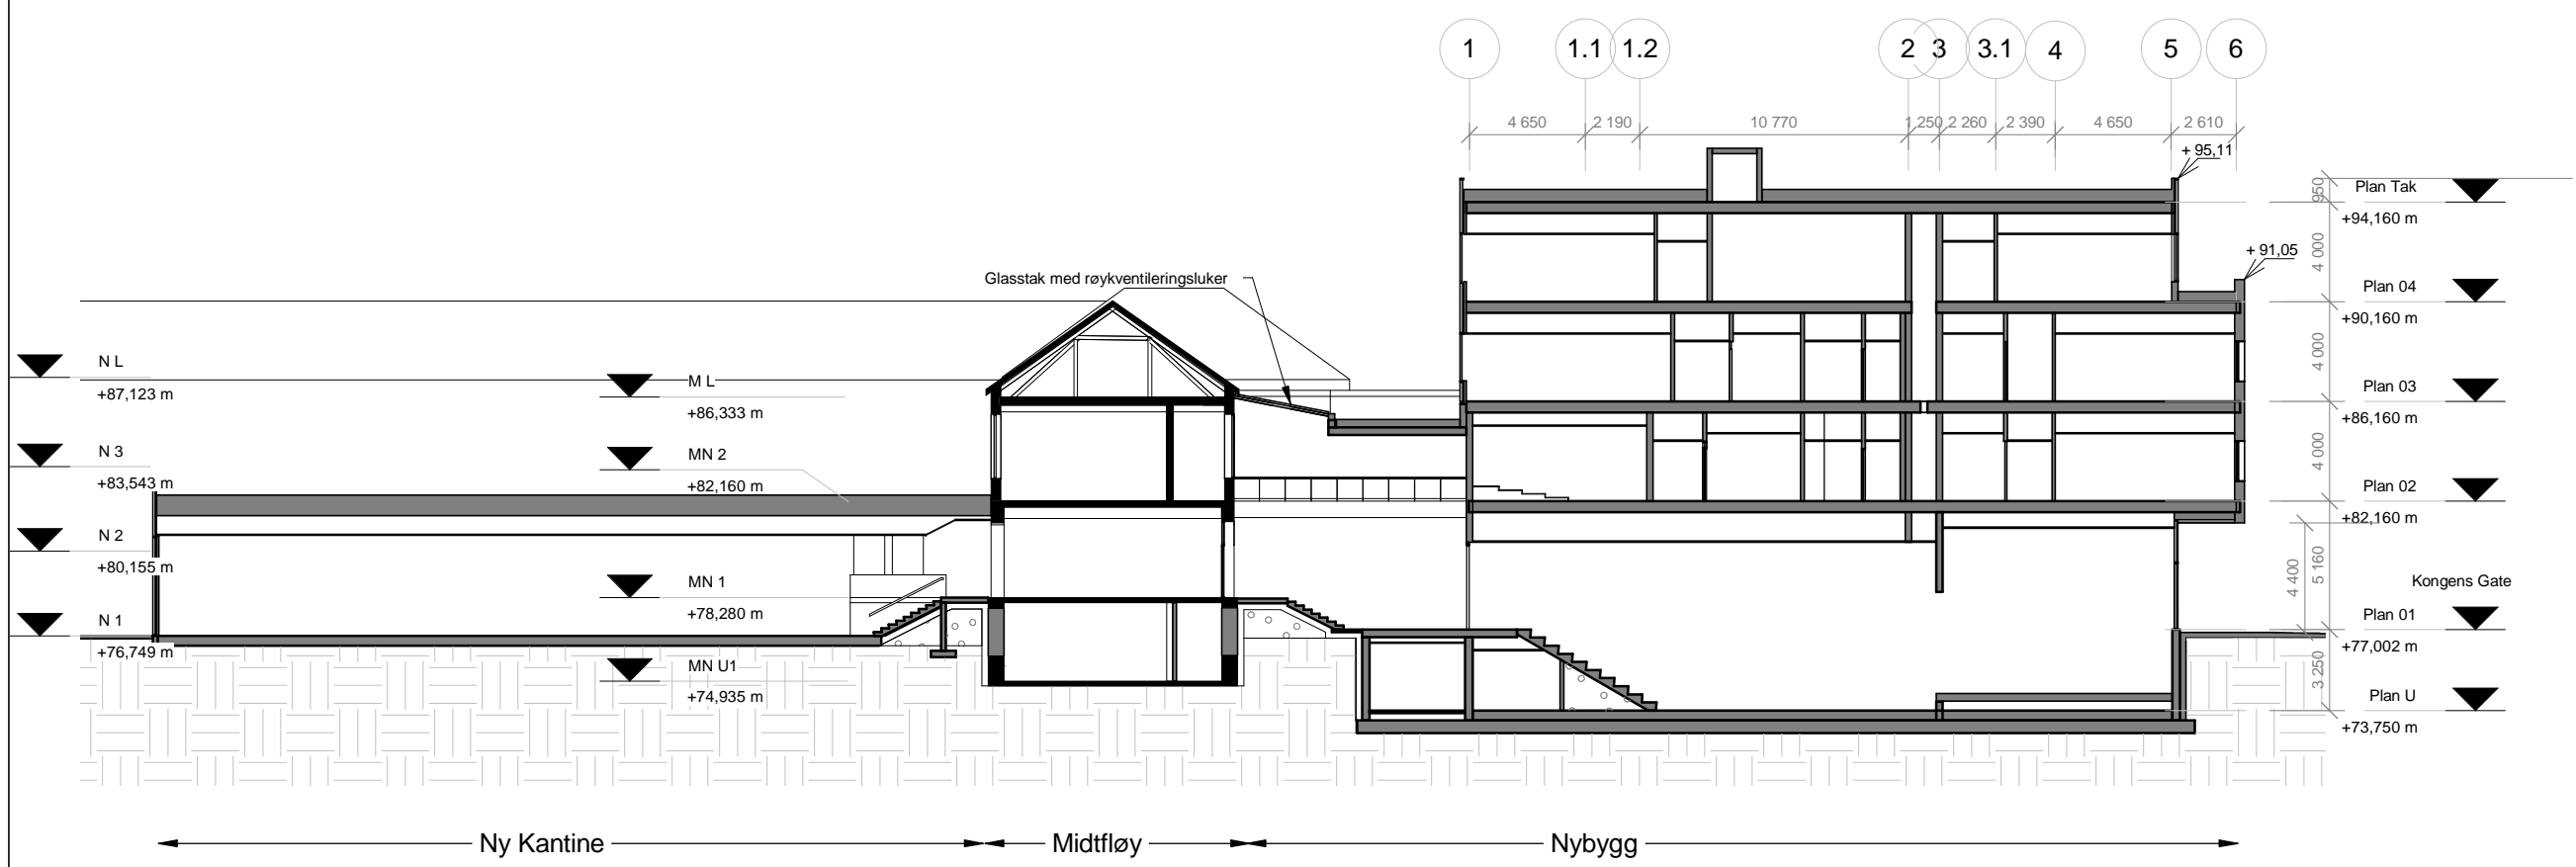 1 1.1 1.2 2 3 3.1 4 5 6
4 650 2 190 10 770 1 250 2 260 2 390 4 650 2 610
+ 95,11
950
Plan Tak
+94,160 m
4 000
+ 91,05
Glasstak med røykventileringsluker
Plan 04
+90,160 m
4 000
N L
+87,123 m
M L
+86,333 m
Plan 03
+86,160 m
4 000
N 3
+83,543 m
MN 2
+82,160 m
Plan 02
+82,160 m
N 2
+80,155 m
4 400
5 160
MN 1
+78,280 m
Kongens Gate
N 1
+76,749 m
Plan 01
+77,002 m
3 250
MN U1
+74,935 m
Plan U
+73,750 m
Ny Kantine Midtfløy Nybygg